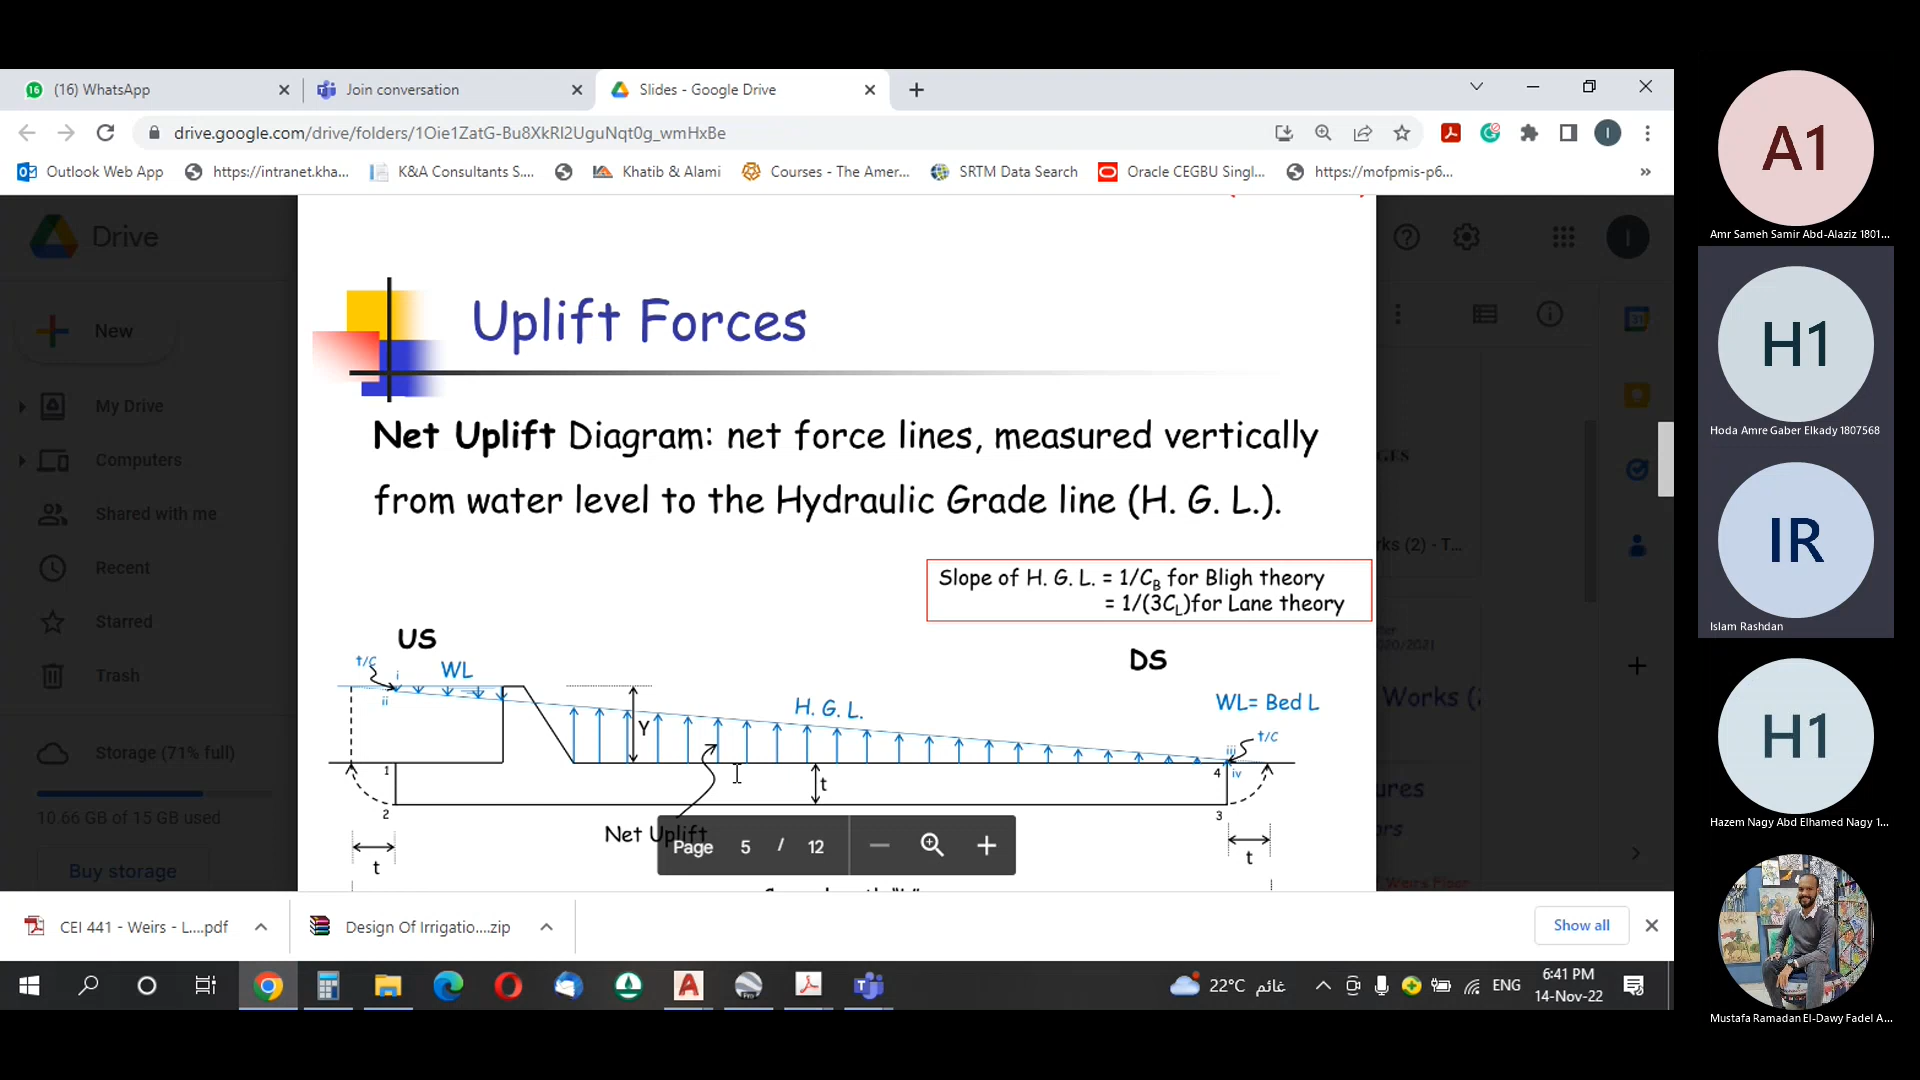 (16) WhatsApp
Join conversation
Slides - Google Drive
drive.google.com/drive/folders/1Oie1ZatG-Bu8XkRl2UguNqt0g_wmHxBe
Outlook Web App
https://intranet.kha...
K&A Consultants S....
Khatib & Alami
Courses - The Amer...
SRTM Data Search
Oracle CEGBU Singl...
https://mofpmis-p6...
»
Drive
New
My Drive
Computers
Shared with me
Recent
Starred
Trash
Storage (71% full)
10.66 GB of 15 GB used
Buy storage
Uplift Forces
Net Uplift Diagram: net force lines, measured vertically
from water level to the Hydraulic Grade line (H. G. L.).
Slope of H. G. L. = 1/CB for Bligh theory
= 1/(3CL)for Lane theory
US
DS
t/C
i
WL
ii
H. G. L.
WL= Bed L
Y
iii
t/C
1
t
4
iv
2
3
Net Uplift
t
t
Page 5 / 12
CEI 441 - Weirs - L....pdf
Design Of Irrigatio....zip
Show all
22°C غائم
ENG
6:41 PM
14-Nov-22
A1
Amr Sameh Samir Abd-Alaziz 1801...
H1
Hoda Amre Gaber Elkady 1807568
IR
Islam Rashdan
H1
Hazem Nagy Abd Elhamed Nagy 1...
Mustafa Ramadan El-Dawy Fadel A...